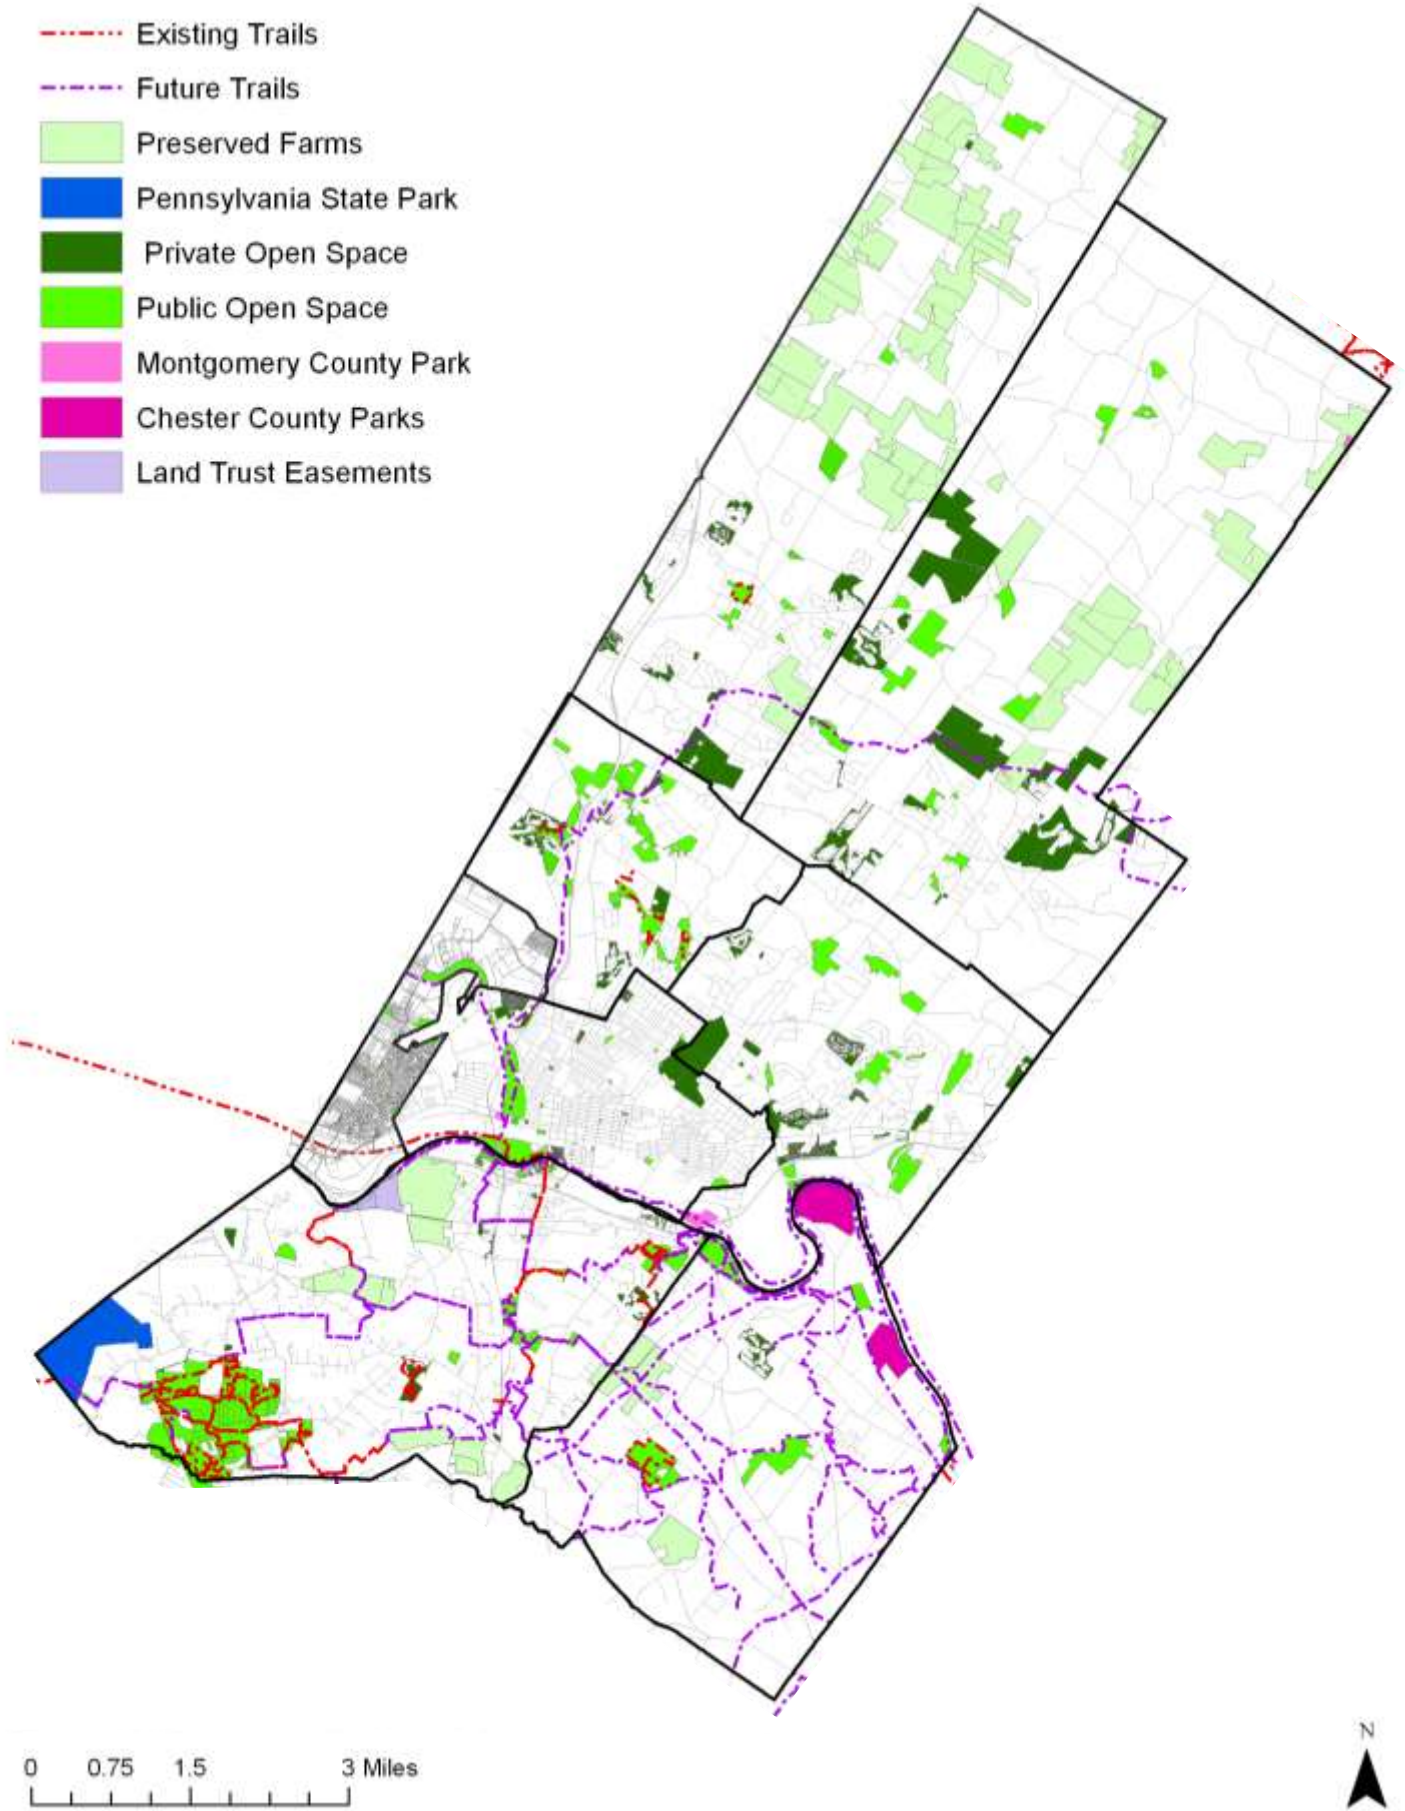 Existing Trails
Future Trails
Preserved Farms
Pennsylvania State Park
Private Open Space
Public Open Space
Montgomery County Park
Chester County Parks
Land Trust Easements
N
0 0.75 1.5 3 Miles